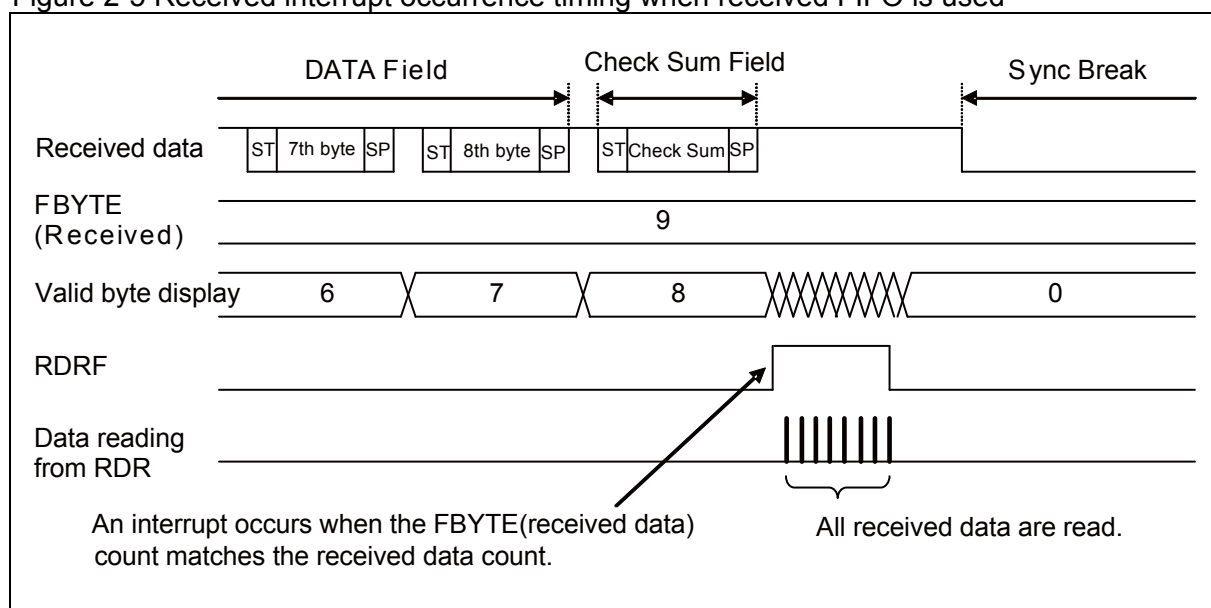 Figure 2-5 Received interrupt occurrence timing when received FIFO is used
DATA Field
Check Sum Field
Sync Break
Received data
ST 7th byte SP ST 8th byte SP ST Check Sum SP
FBYTE
(Received)
9
Valid byte display 6 7 8 0
RDRF
Data reading
from RDR
An interrupt occurs when the FBYTE(received data)
count matches the received data count.
All received data are read.